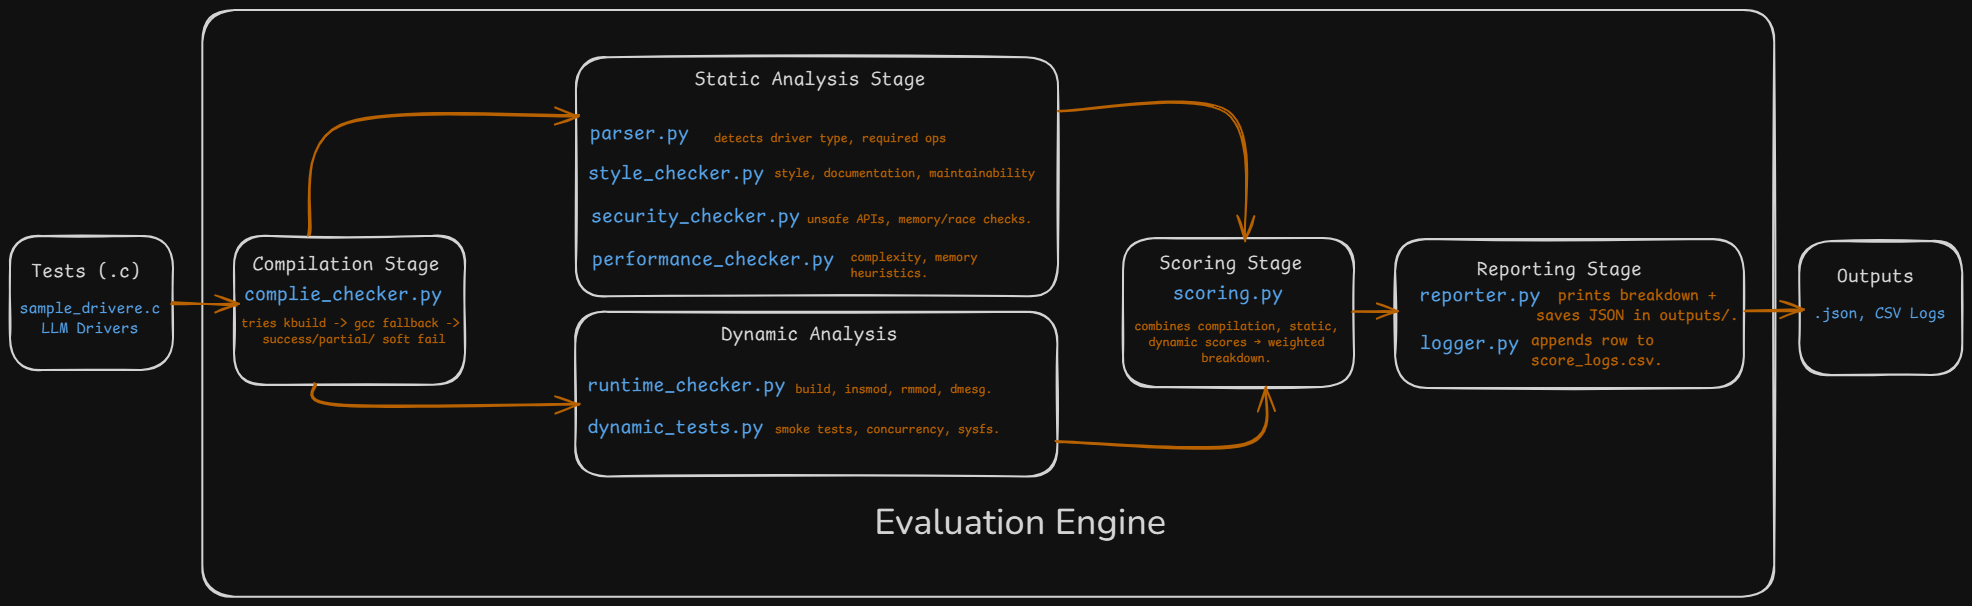 Tests (.c)
sample_drivere.c
LLM Drivers
Compilation Stage
complie_checker.py
tries kbuild -> gcc fallback ->
success/partial/ soft fail
Static Analysis Stage
parser.py detects driver type, required ops
style_checker.py style, documentation, maintainability
security_checker.py unsafe APIs, memory/race checks.
performance_checker.py complexity, memory
heuristics.
Dynamic Analysis
runtime_checker.py build, insmod, rmmod, dmesg.
dynamic_tests.py smoke tests, concurrency, sysfs.
Scoring Stage
scoring.py
combines compilation, static,
dynamic scores → weighted
breakdown.
Reporting Stage
reporter.py prints breakdown +
saves JSON in outputs/.
logger.py appends row to
score_logs.csv.
Outputs
.json, CSV Logs
Evaluation Engine